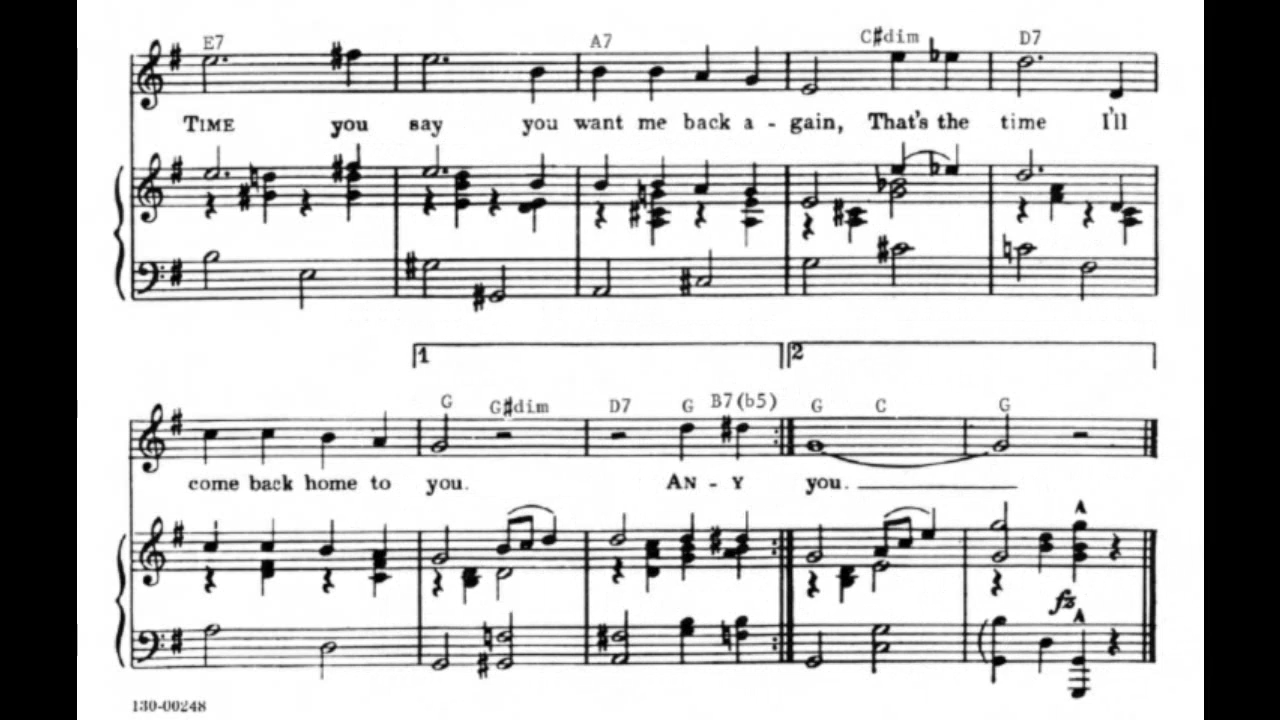 E7 A7 C♯dim D7
TIME you say you want me back a - gain, That's the time I'll
1 2
G G♯dim D7 G B7(b5) G C G
come back home to you. AN - Y you.
fz
130-00248